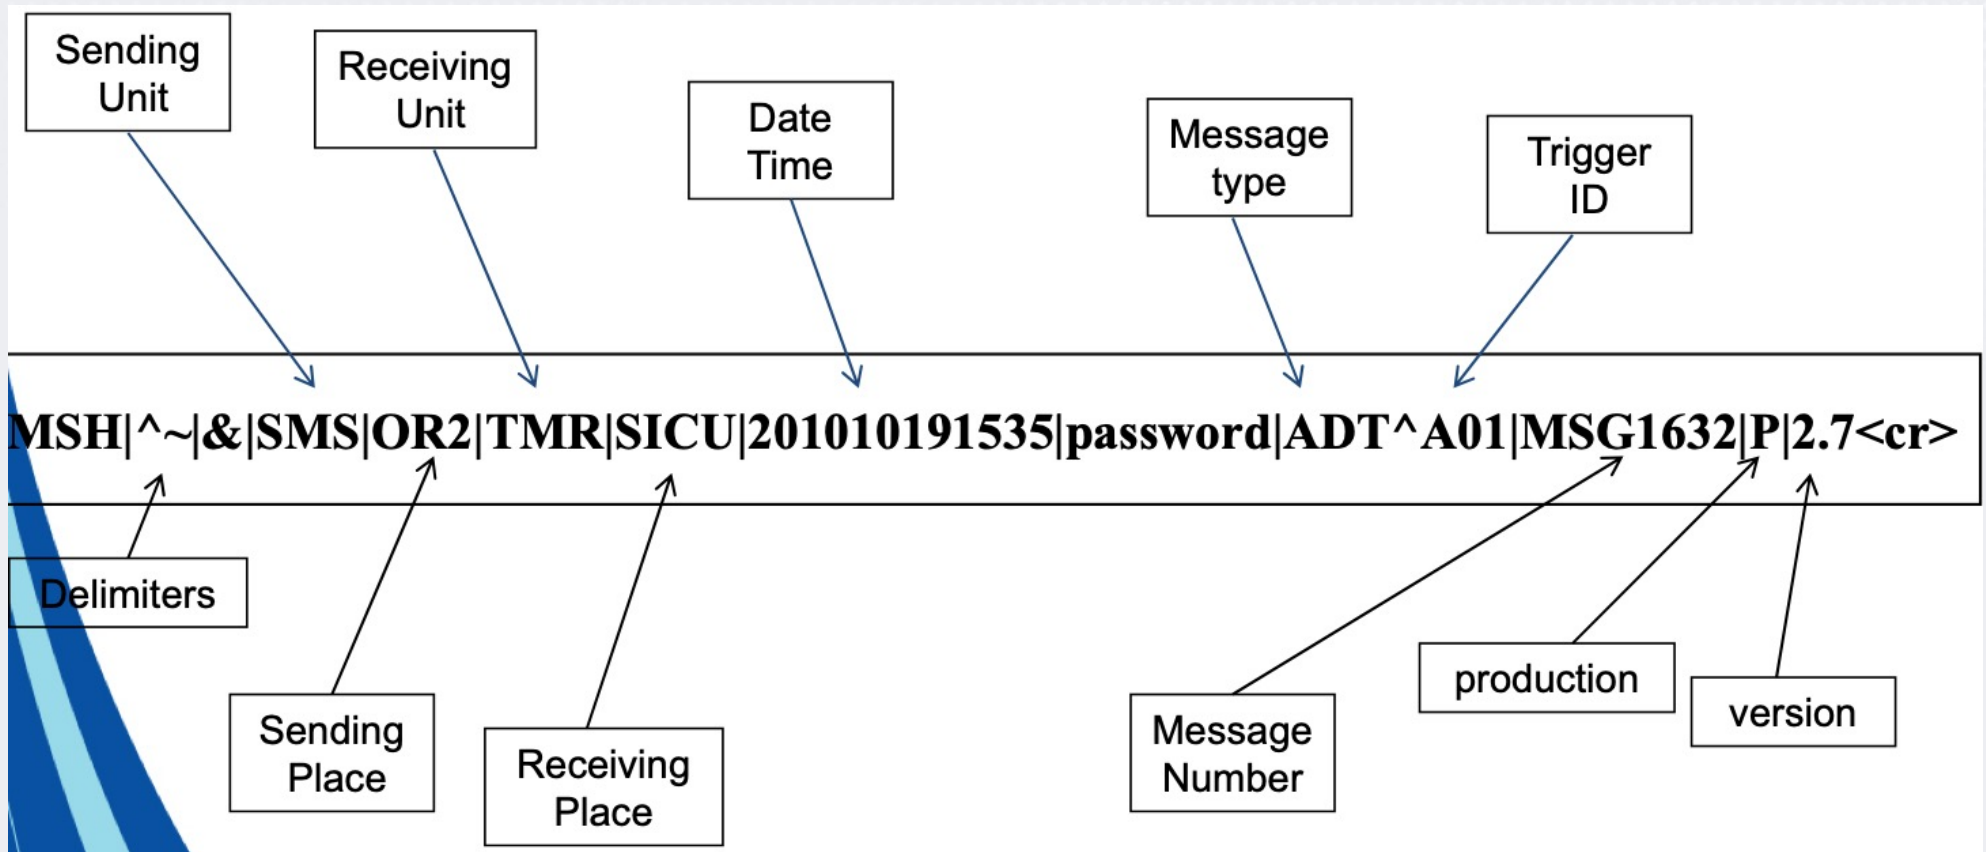 Sending
Unit
Receiving
Unit
Date
Time
Message
type
Trigger
ID
MSH|^~|&|SMS|OR2|TMR|SICU|201010191535|password|ADT^A01|MSG1632|P|2.7<cr>
Delimiters
Sending
Place
Receiving
Place
Message
Number
production
version